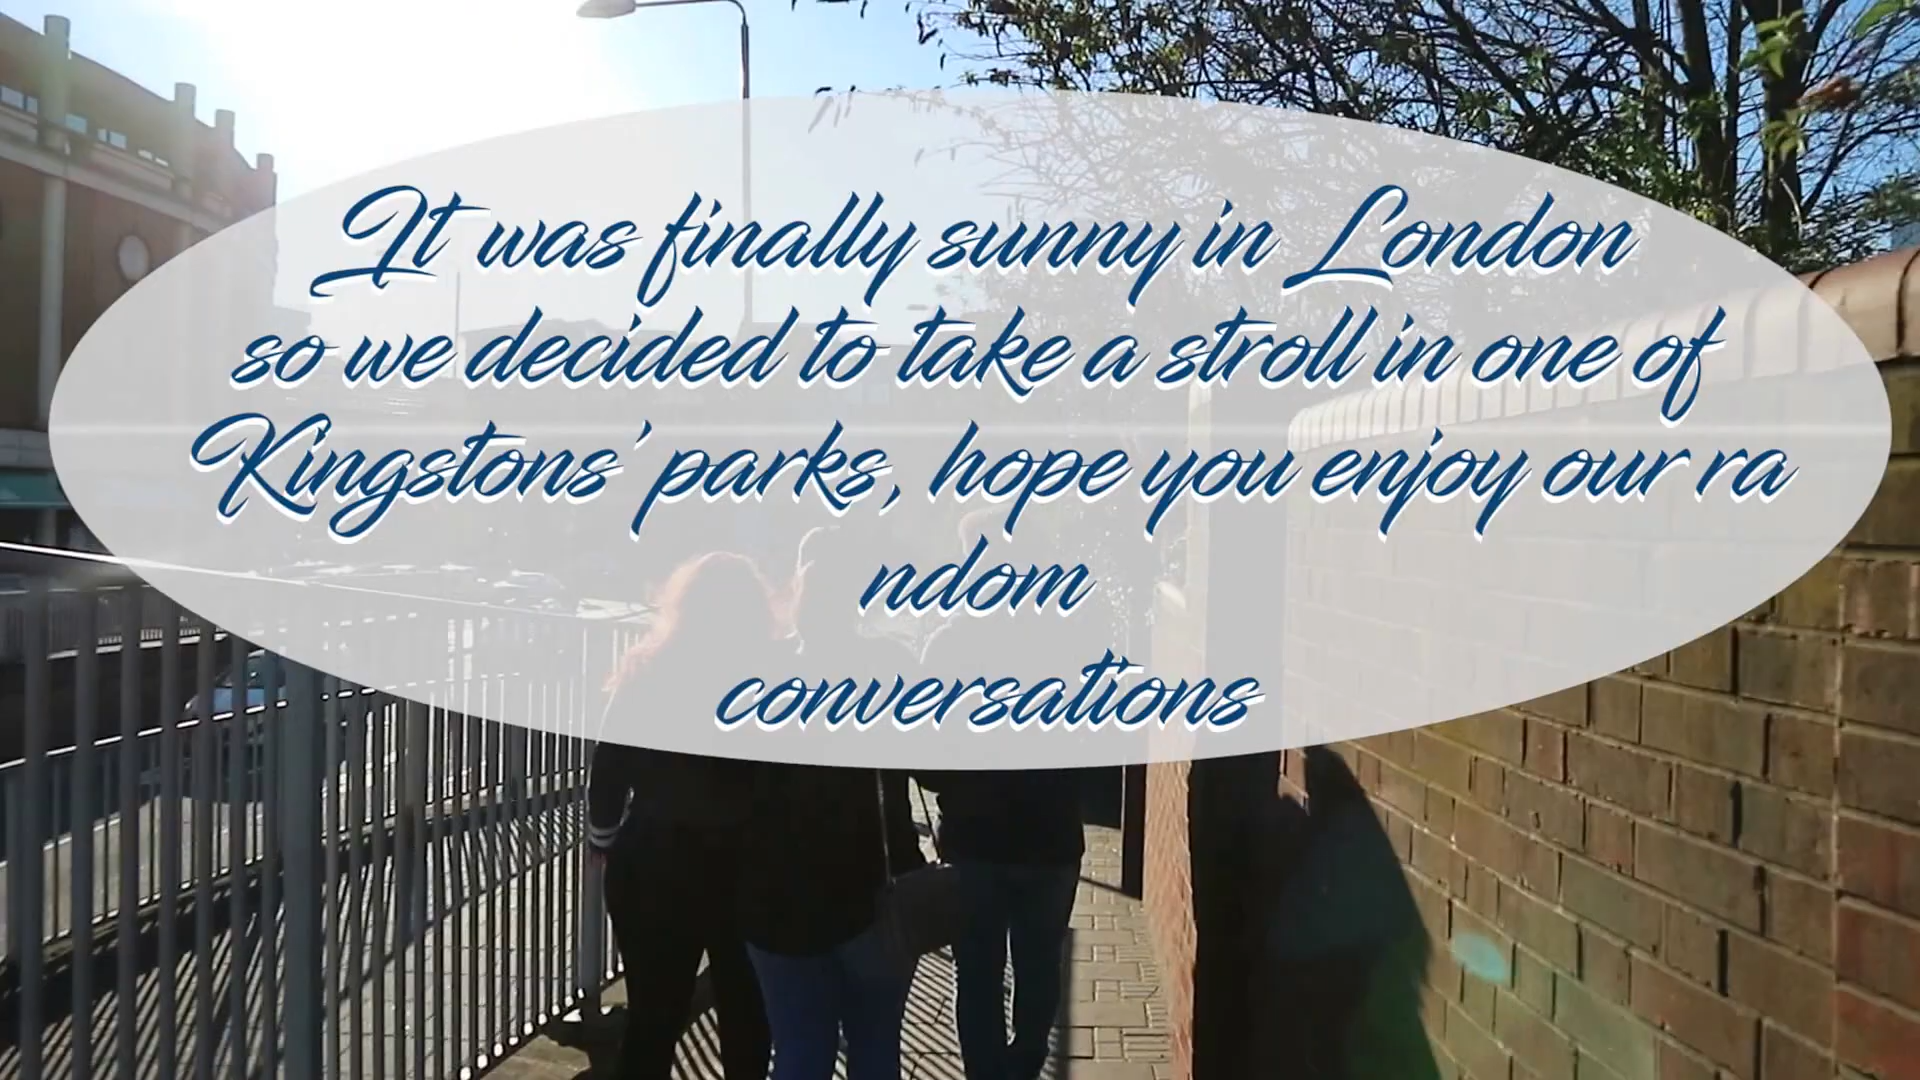 It was finally sunny in London
so we decided to take a stroll in one of
Kingstons' parks, hope you enjoy our ra
ndom
conversations